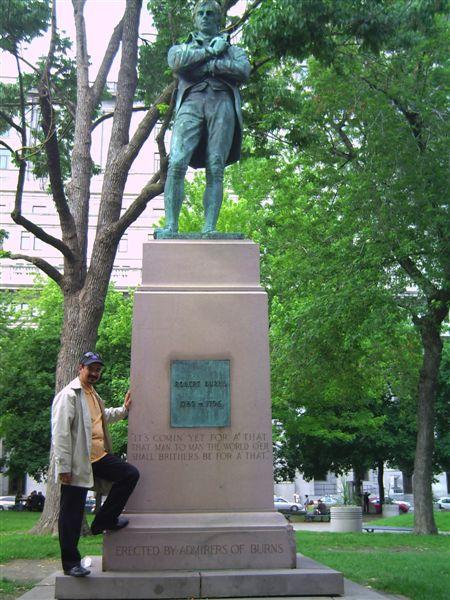 ROBERT BURNS
1759 – 1796
"IT'S COMIN' YET FOR A' THAT
THAT MAN TO MAN THE WORLD O'ER
SHALL BRITHERS BE FOR A' THAT.
ERECTED BY ADMIRERS OF BURNS